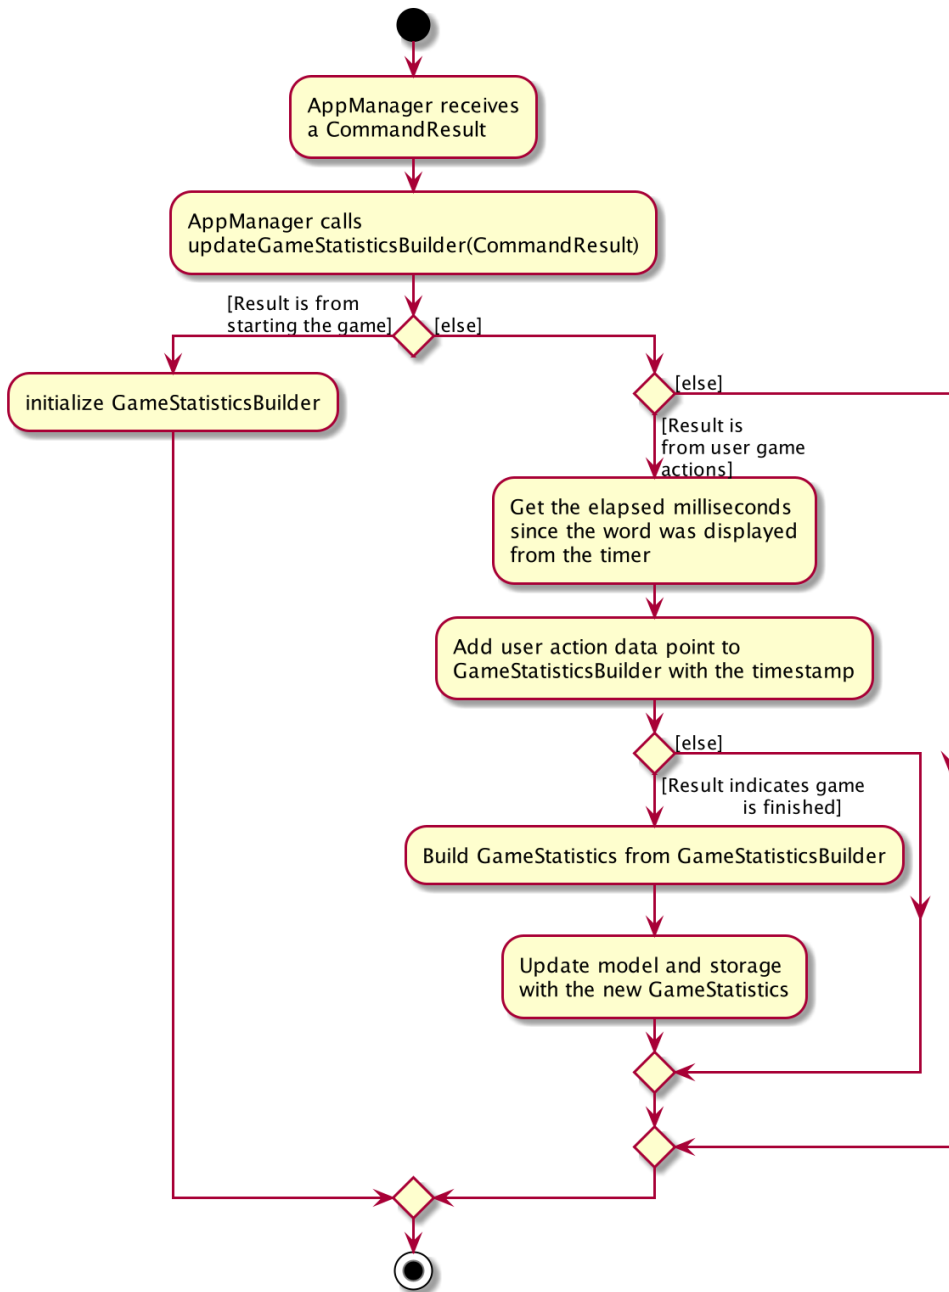 AppManager receives
a CommandResult
AppManager calls
updateGameStatisticsBuilder(CommandResult)
[Result is from
starting the game]
[else]
initialize GameStatisticsBuilder
[else]
[Result is
from user game
actions]
Get the elapsed milliseconds
since the word was displayed
from the timer
Add user action data point to
GameStatisticsBuilder with the timestamp
[else]
[Result indicates game
is finished]
Build GameStatistics from GameStatisticsBuilder
Update model and storage
with the new GameStatistics